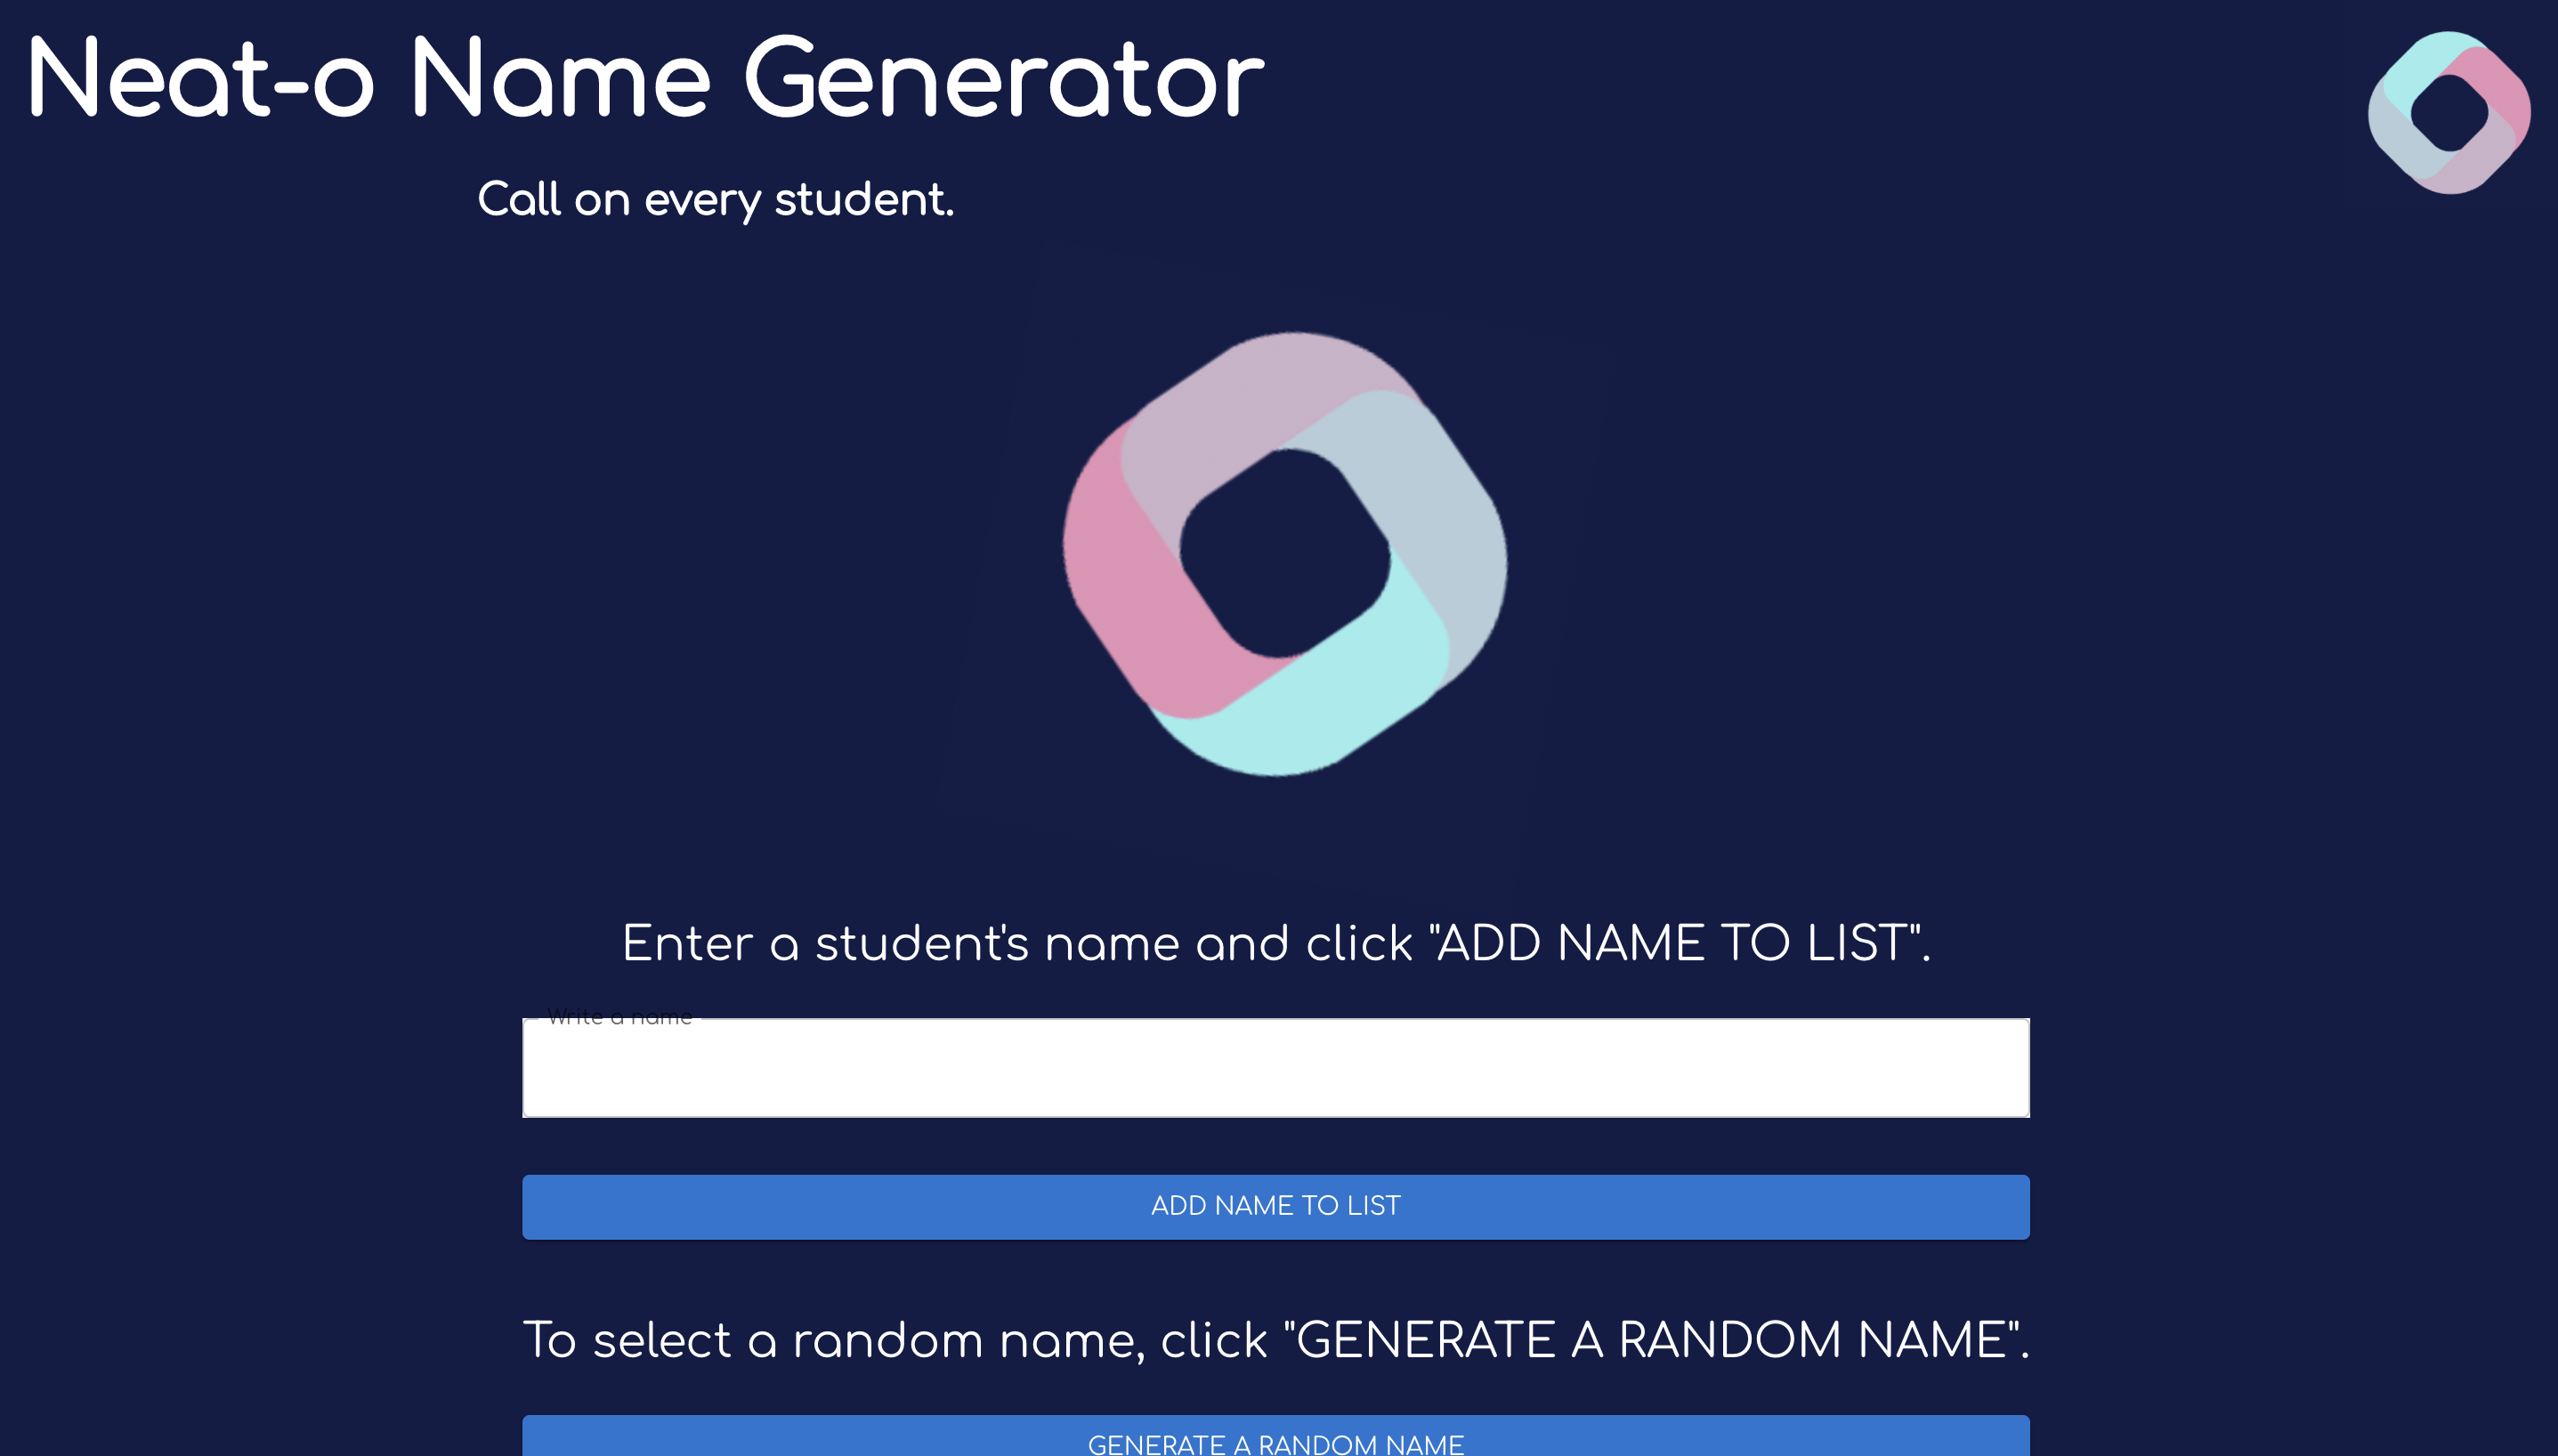 Neat-o Name Generator
Call on every student.
Enter a student's name and click "ADD NAME TO LIST".
Write a name
ADD NAME TO LIST
To select a random name, click "GENERATE A RANDOM NAME".
GENERATE A RANDOM NAME